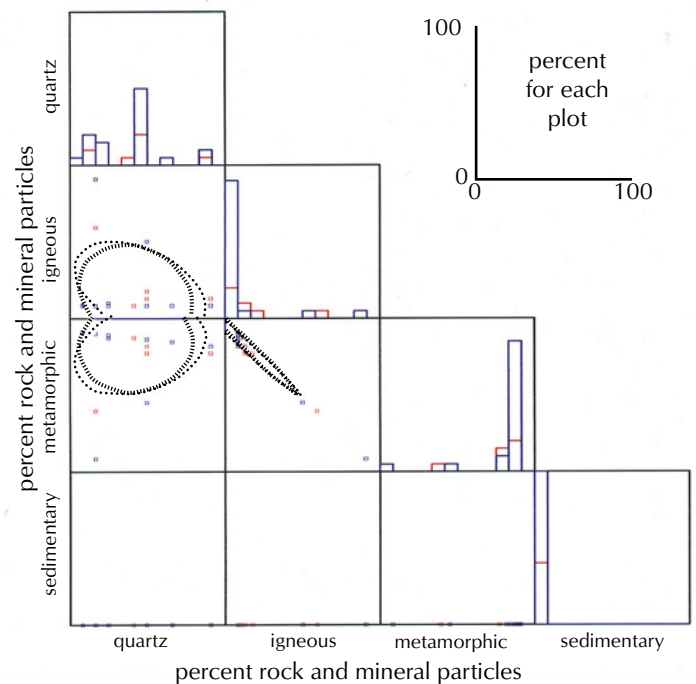 100
percent
for each
plot
0
0
100
quartz
igneous
metamorphic
sedimentary
percent rock and mineral particles
quartz
igneous
metamorphic
sedimentary
percent rock and mineral particles